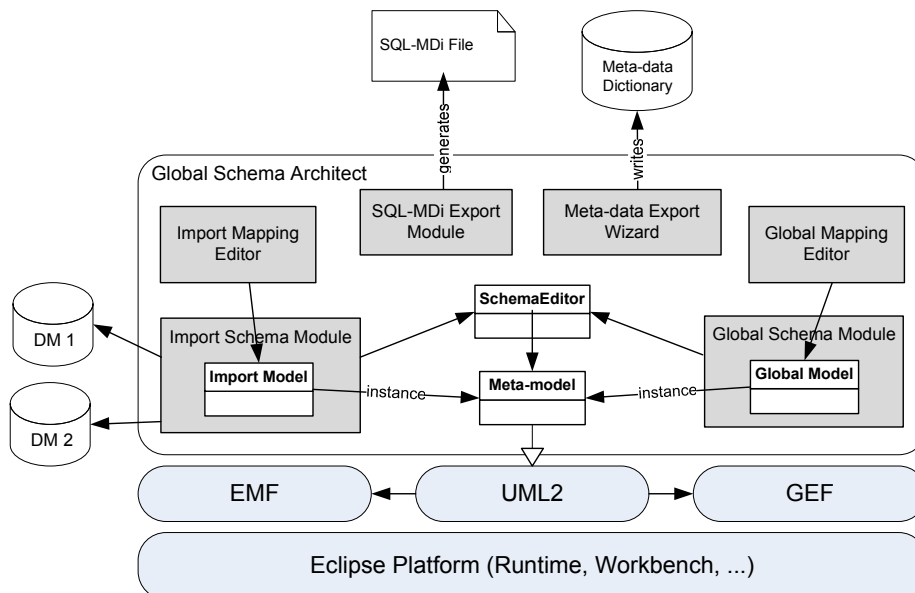 SQL-MDi File
Meta-data
Dictionary
generates
writes
Global Schema Architect
Import Mapping
Editor
SQL-MDi Export
Module
Meta-data Export
Wizard
Global Mapping
Editor
DM 1
DM 2
Import Schema Module
Import Model
SchemaEditor
Meta-model
instance
instance
Global Schema Module
Global Model
EMF
UML2
GEF
Eclipse Platform (Runtime, Workbench, ...)